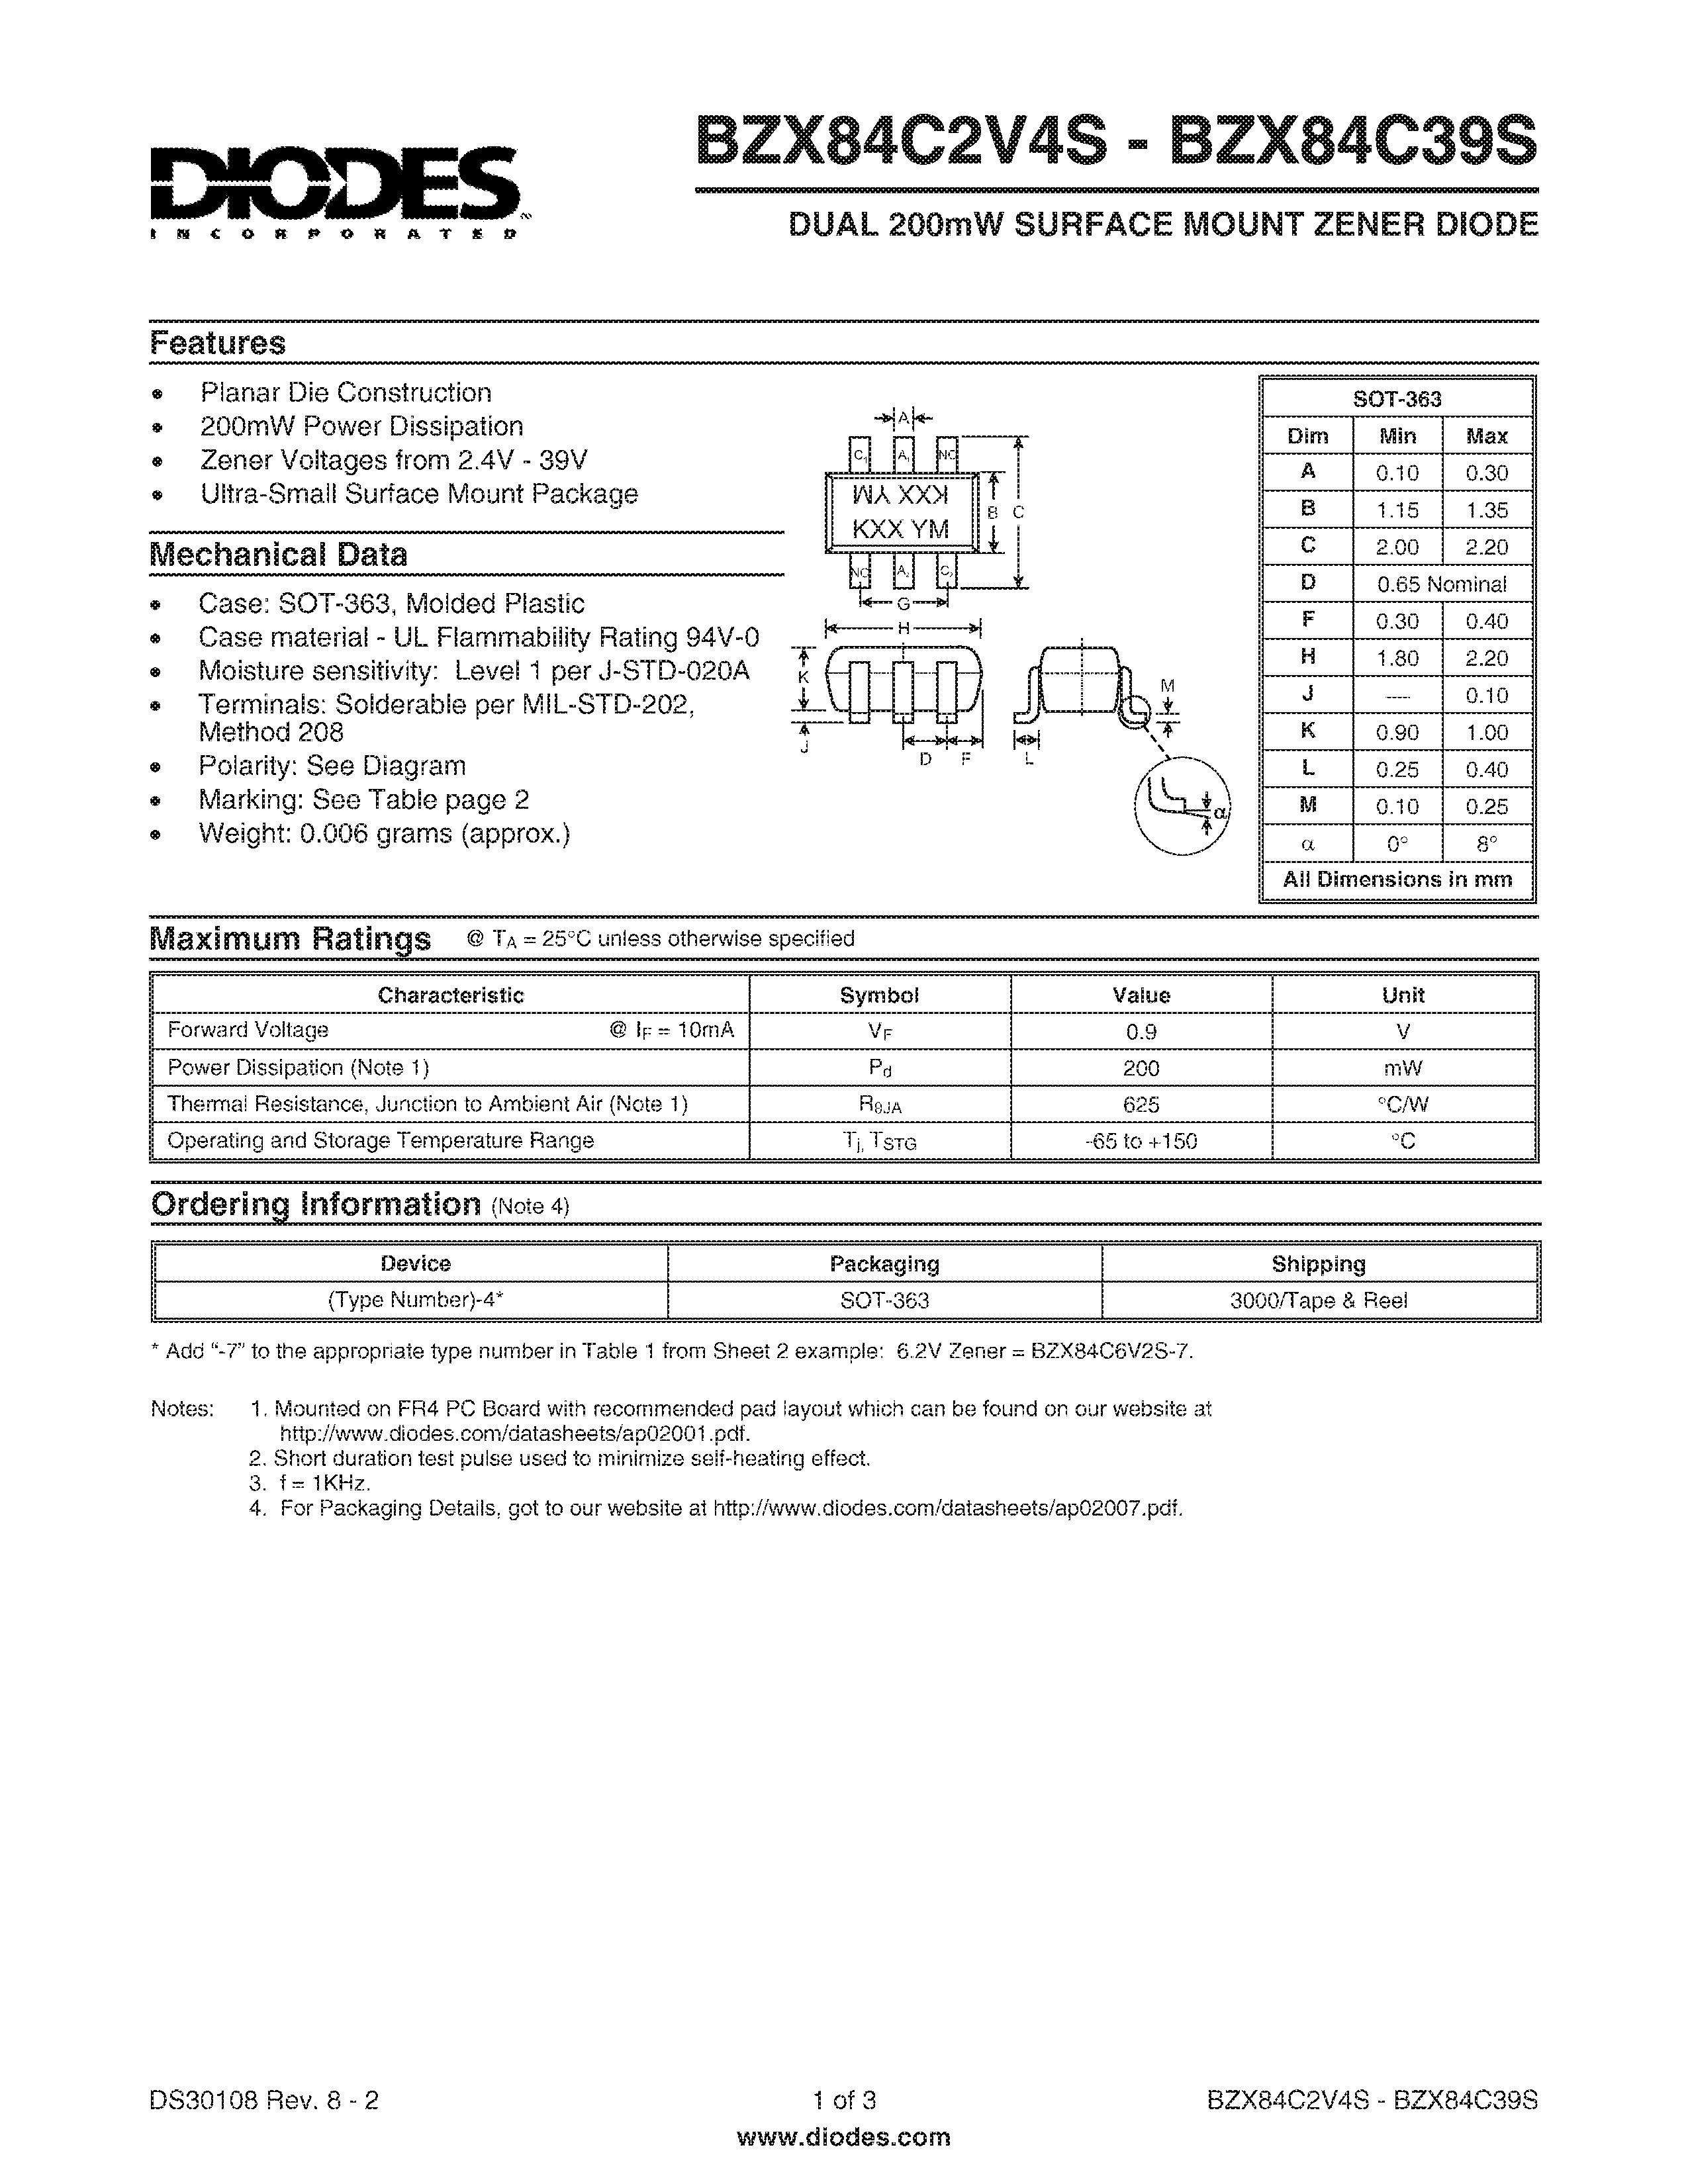 DIODES
INCORPORATED
BZX84C2V4S - BZX84C39S
DUAL 200mW SURFACE MOUNT ZENER DIODE
Features
• Planar Die Construction
• 200mW Power Dissipation
• Zener Voltages from 2.4V - 39V
• Ultra-Small Surface Mount Package
Mechanical Data
• Case: SOT-363, Molded Plastic
• Case material - UL Flammability Rating 94V-0
• Moisture sensitivity: Level 1 per J-STD-020A
• Terminals: Solderable per MIL-STD-202,
Method 208
• Polarity: See Diagram
• Marking: See Table page 2
• Weight: 0.006 grams (approx.)
A
C1 A1 NC
KXX YM
KXX YM
B C
NC A2 C2
G
H
K
J
D F
L
M
α
SOT-363
Dim Min Max
A 0.10 0.30
B 1.15 1.35
C 2.00 2.20
D 0.65 Nominal
F 0.30 0.40
H 1.80 2.20
J — 0.10
K 0.90 1.00
L 0.25 0.40
M 0.10 0.25
α 0° 8°
All Dimensions in mm
Maximum Ratings @ TA = 25°C unless otherwise specified
Characteristic Symbol Value Unit
Forward Voltage @ IF = 10mA VF 0.9 V
Power Dissipation (Note 1) Pd 200 mW
Thermal Resistance, Junction to Ambient Air (Note 1) RθJA 625 °C/W
Operating and Storage Temperature Range Tj, TSTG -65 to +150 °C
Ordering Information (Note 4)
Device Packaging Shipping
(Type Number)-4* SOT-363 3000/Tape & Reel
* Add “-7” to the appropriate type number in Table 1 from Sheet 2 example: 6.2V Zener = BZX84C6V2S-7.
Notes: 1. Mounted on FR4 PC Board with recommended pad layout which can be found on our website at
http://www.diodes.com/datasheets/ap02001.pdf.
2. Short duration test pulse used to minimize self-heating effect.
3. f = 1KHz.
4. For Packaging Details, got to our website at http://www.diodes.com/datasheets/ap02007.pdf.
DS30108 Rev. 8 - 2
1 of 3
BZX84C2V4S - BZX84C39S
www.diodes.com